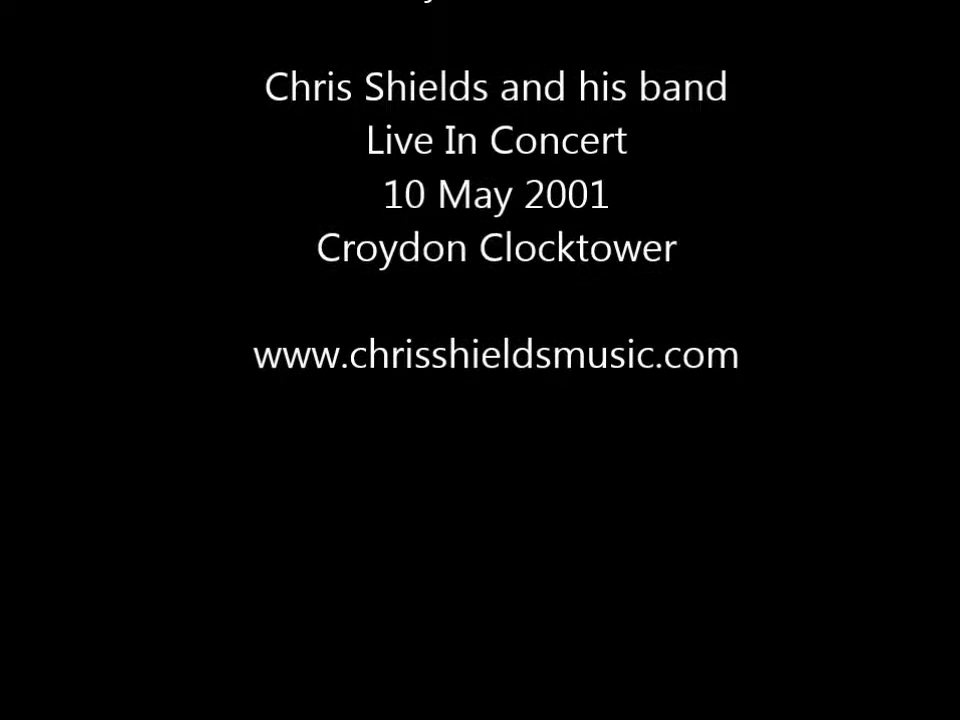 Chris Shields and his band
Live In Concert
10 May 2001
Croydon Clocktower
www.chrisshieldsmusic.com